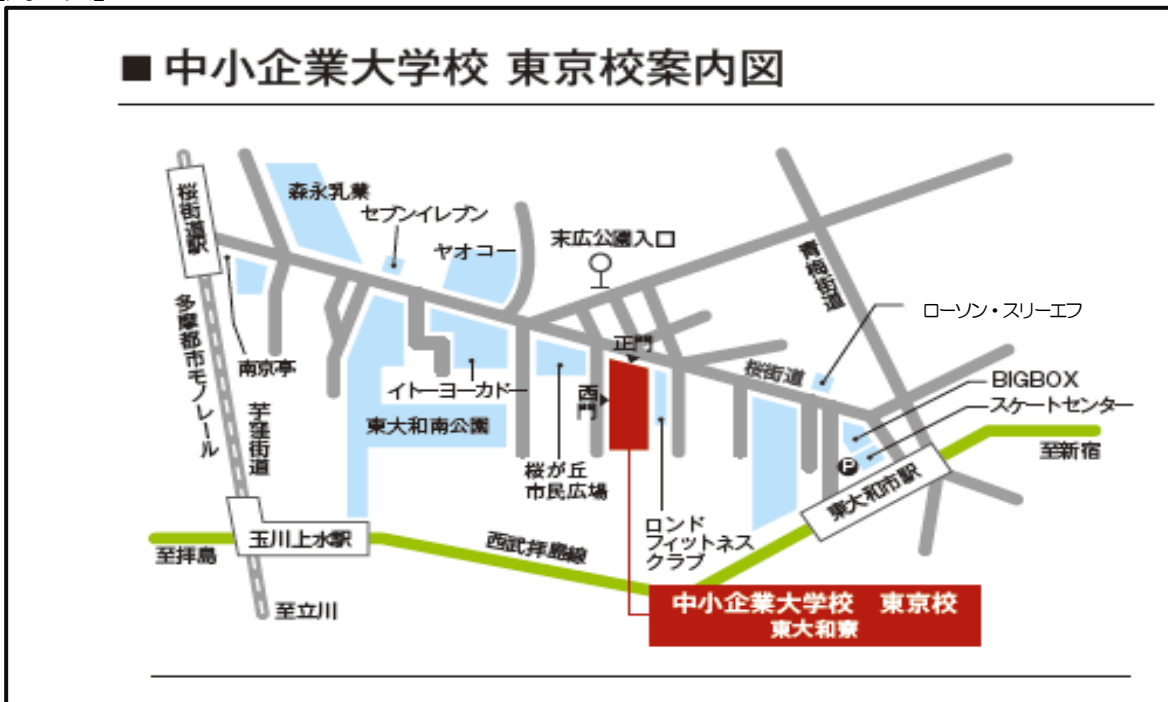 ■ 中小企業大学校 東京校案内図
桜街道駅
森永乳業
セブンイレブン
ヤオコー
末広公園入口
青梅街道
ローソン・スリーエフ
多摩都市モノレール
南京亭
芋窪街道
イトーヨーカドー
東大和南公園
正門
西門
桜街道
BIGBOX
スケートセンター
P
至新宿
桜が丘
市民広場
東大和市駅
ロンド
フィットネス
クラブ
玉川上水駅
至拝島
西武拝島線
至立川
中小企業大学校 東京校
東大和寮